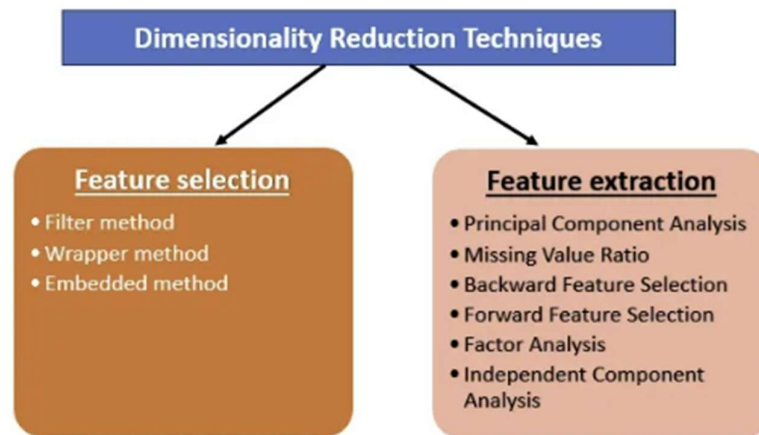 Dimensionality Reduction Techniques
Feature selection
• Filter method
• Wrapper method
• Embedded method
Feature extraction
• Principal Component Analysis
• Missing Value Ratio
• Backward Feature Selection
• Forward Feature Selection
• Factor Analysis
• Independent Component
Analysis